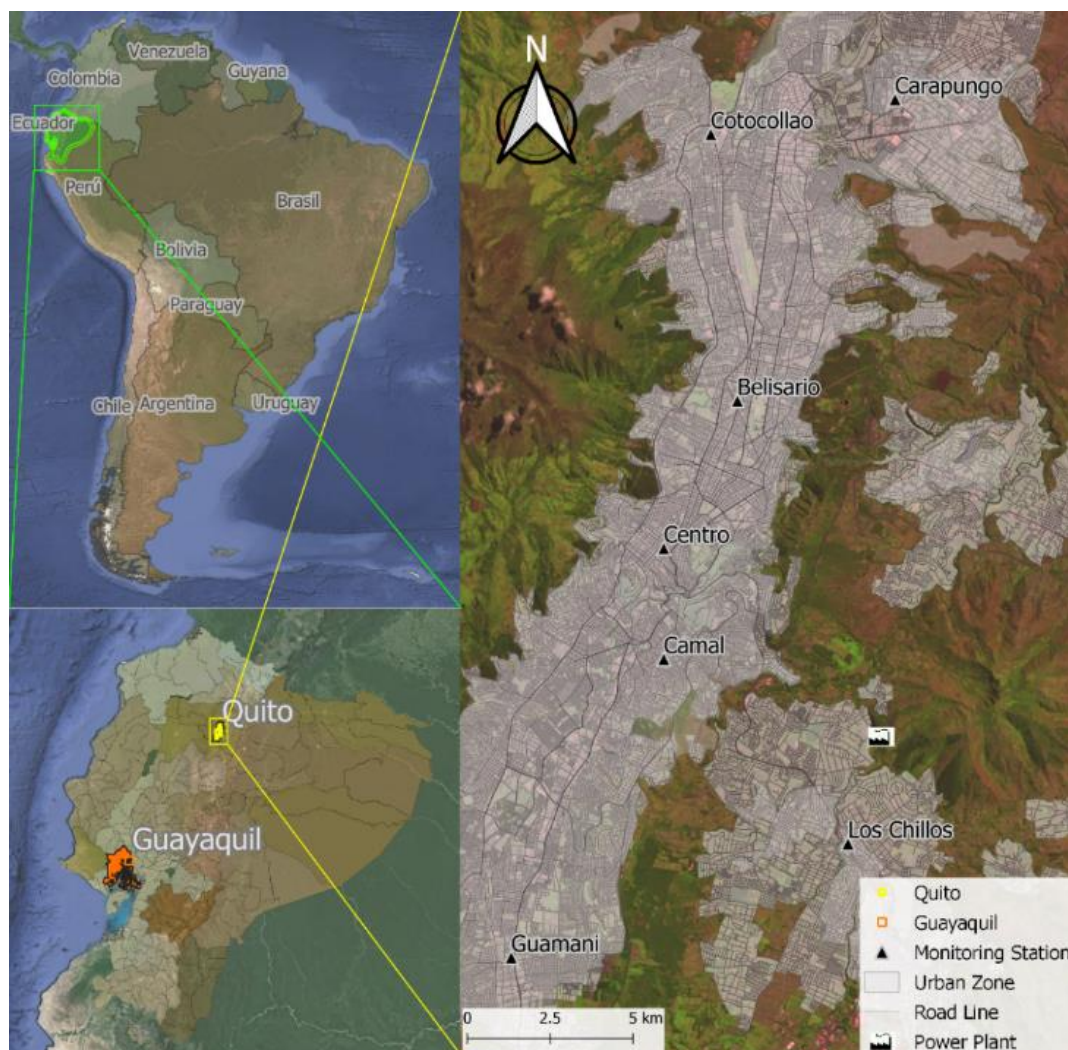 Venezuela
Guyana
Colombia
Ecuador
Perú
Brasil
Bolivia
Paraguay
Chile
Argentina
Uruguay
Quito
Guayaquil
N
Carapungo
Cotocollao
Belisario
Centro
Camal
Los Chillos
Guamani
0 2.5 5 km
Quito
Guayaquil
Monitoring Station
Urban Zone
Road Line
Power Plant